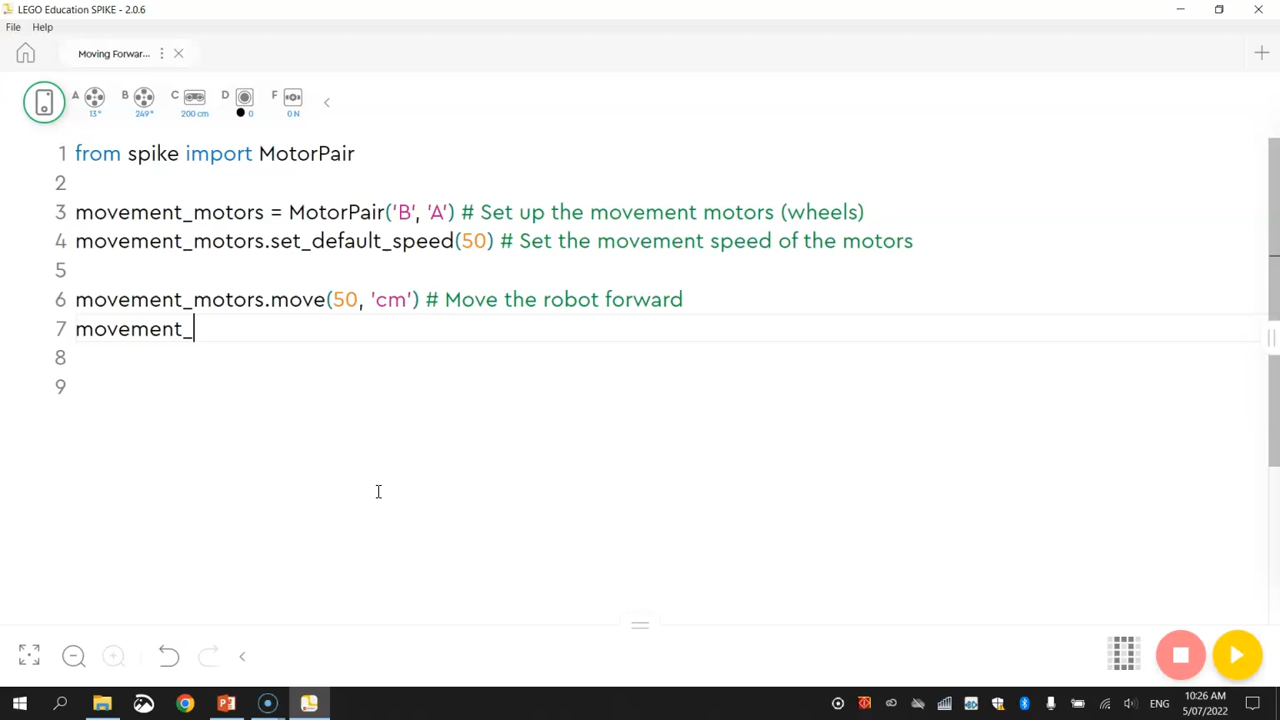 LEGO Education SPIKE - 2.0.6
File Help
Moving Forwar...
A B C D F
13° 249° 200 cm 0 0 N
1 from spike import MotorPair
2
3 movement_motors = MotorPair('B', 'A') # Set up the movement motors (wheels)
4 movement_motors.set_default_speed(50) # Set the movement speed of the motors
5
6 movement_motors.move(50, 'cm') # Move the robot forward
7 movement_
8
9
ENG
10:26 AM
5/07/2022